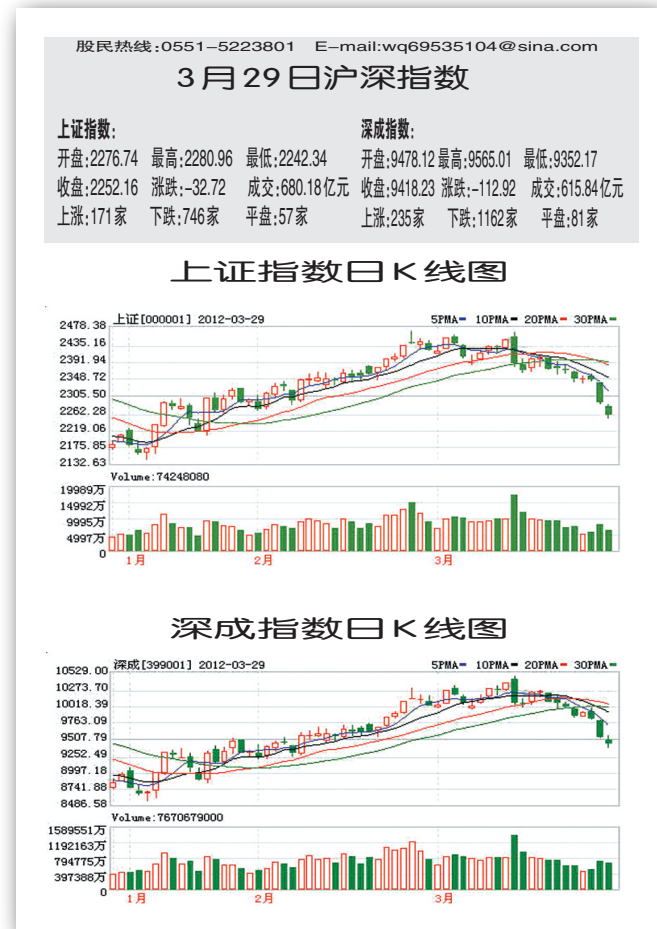 股民热线:0551-5223801 E-mail:wq69535104@sina.com
3月29日沪深指数
上证指数:
开盘:2276.74 最高:2280.96 最低:2242.34
收盘:2252.16 涨跌:-32.72 成交:680.18亿元
上涨:171家 下跌:746家 平盘:57家
深成指数:
开盘:9478.12 最高:9565.01 最低:9352.17
收盘:9418.23 涨跌:-112.92 成交:615.84亿元
上涨:235家 下跌:1162家 平盘:81家
上证指数日K线图
上证[000001] 2012-03-29 5PMA 10PMA 20PMA 30PMA
2478.38
2435.16
2391.94
2348.72
2305.50
2262.28
2219.06
2175.85
2132.63
Volume:74248080
19989万
14992万
9995万
4997万
0
1月 2月 3月
深成指数日K线图
深成[399001] 2012-03-29 5PMA 10PMA 20PMA 30PMA
10529.00
10273.70
10018.39
9763.09
9507.79
9252.49
8997.18
8741.88
8486.58
Volume:7670679000
1589551万
1192163万
794775万
397388万
0
1月 2月 3月